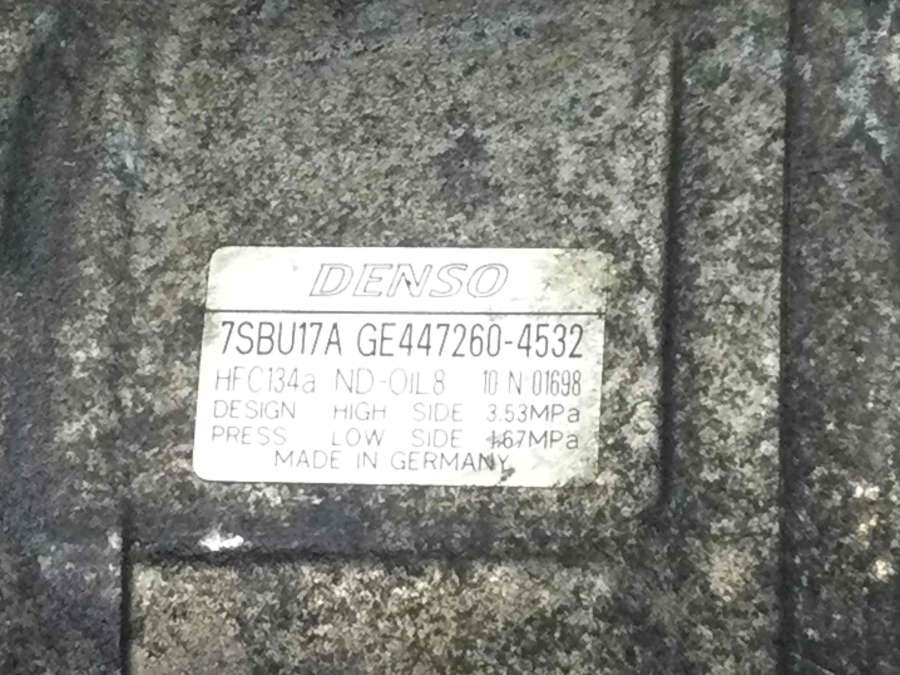 DENSO
7SBU17A GE447260-4532
HFC134a ND-OIL8 10 N 01698
DESIGN HIGH SIDE 3.53MPa
PRESS LOW SIDE 1.67MPa
MADE IN GERMANY